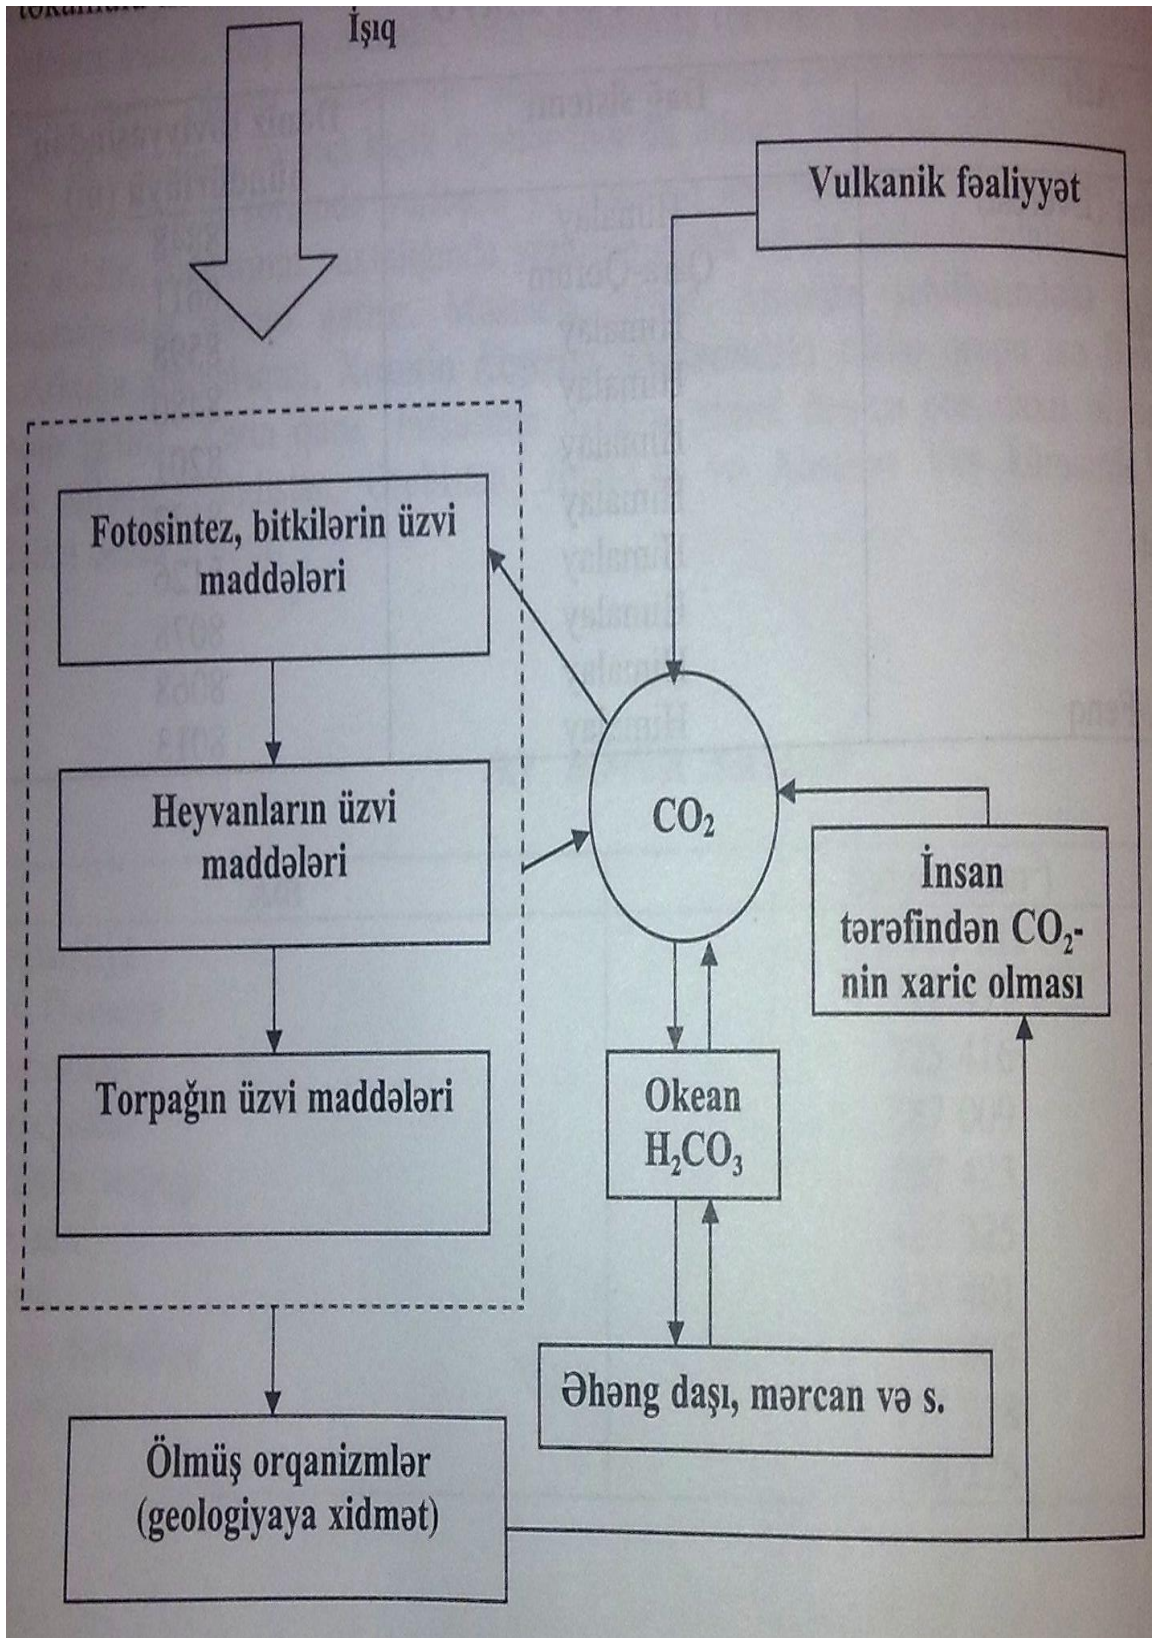 İşıq
Vulkanik fəaliyyət
Fotosintez, bitkilərin üzvi
maddələri
Heyvanların üzvi
maddələri
CO₂
İnsan
tərəfindən CO₂-
nin xaric olması
Torpağın üzvi maddələri
Okean
H₂CO₃
Əhəng daşı, mərcan və s.
Ölmüş orqanizmlər
(geologiyaya xidmət)